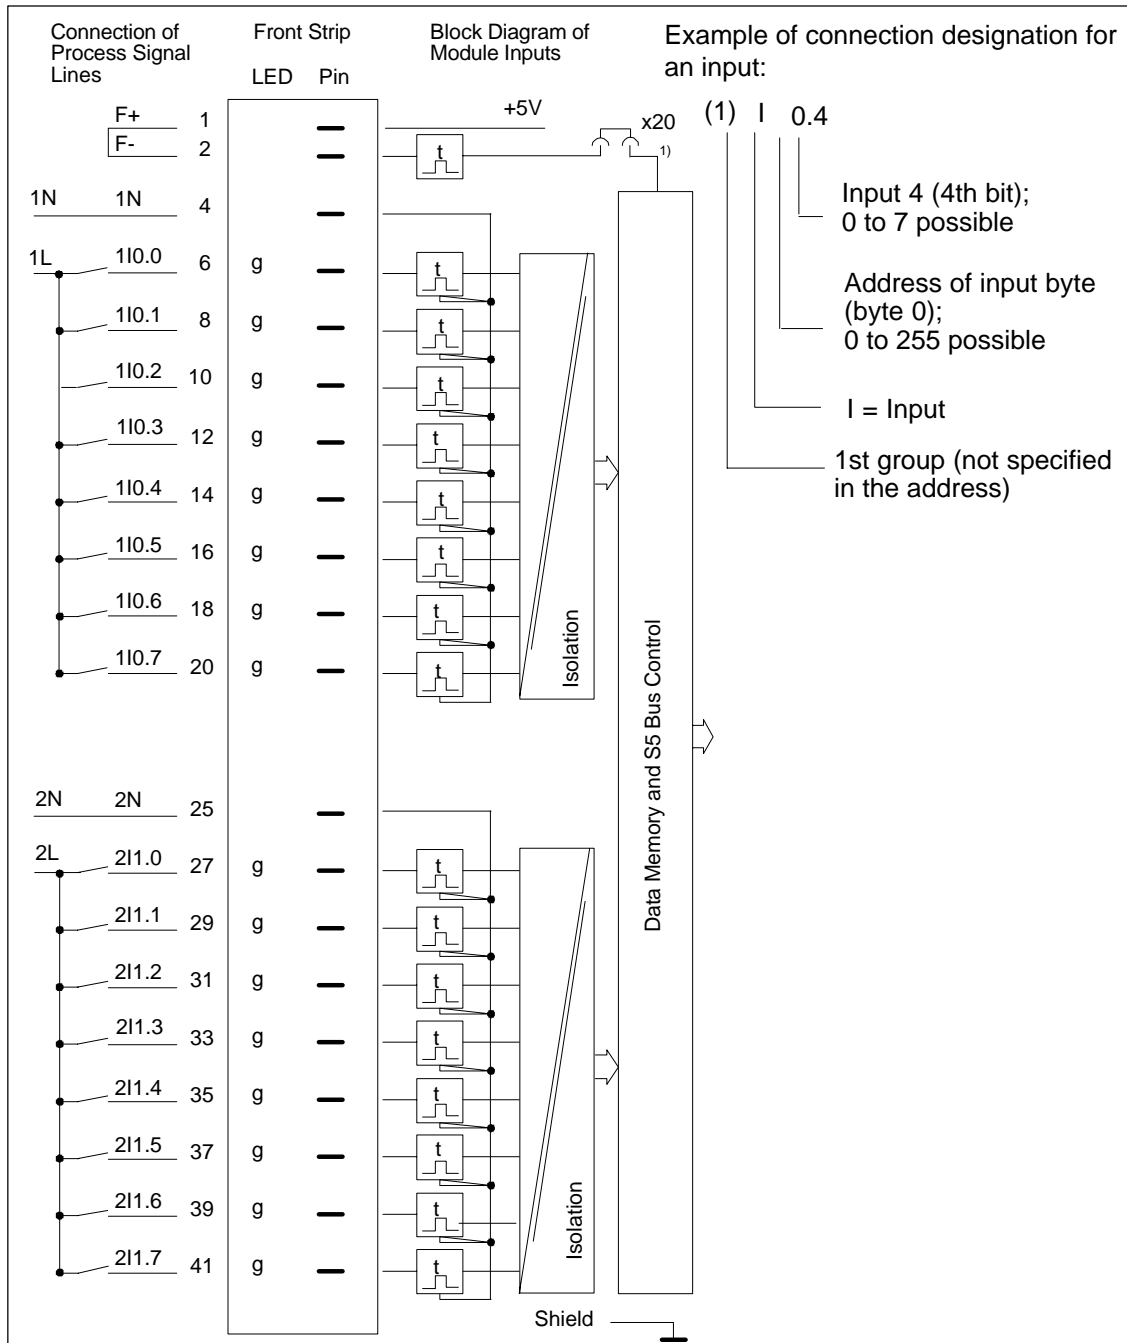 Connection of
Process Signal
Lines
Front Strip
LED Pin
Block Diagram of
Module Inputs
Example of connection designation for
an input:
(1) I 0.4
Input 4 (4th bit);
0 to 7 possible
Address of input byte
(byte 0);
0 to 255 possible
I = Input
1st group (not specified
in the address)
F+ 1 +5V x20
F- 2 t 1)
1N 1N 4
1L 1I0.0 6 g t
1I0.1 8 g t
1I0.2 10 g t
1I0.3 12 g t
1I0.4 14 g t
1I0.5 16 g t
1I0.6 18 g t
1I0.7 20 g t
Isolation
Data Memory and S5 Bus Control
2N 2N 25
2L 2I1.0 27 g t
2I1.1 29 g t
2I1.2 31 g t
2I1.3 33 g t
2I1.4 35 g t
2I1.5 37 g t
2I1.6 39 g t
2I1.7 41 g t
Isolation
Shield